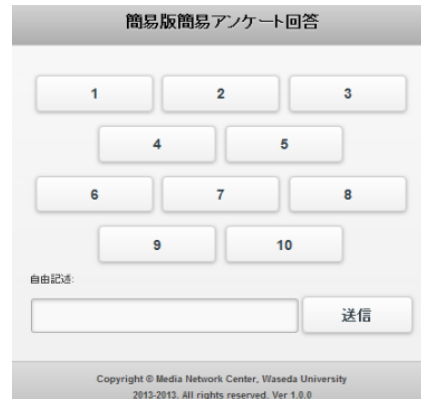 簡易版簡易アンケート回答
1 2 3
4 5
6 7 8
9 10
自由記述:
送信
Copyright © Media Network Center, Waseda University
2013-2013. All rights reserved. Ver 1.0.0